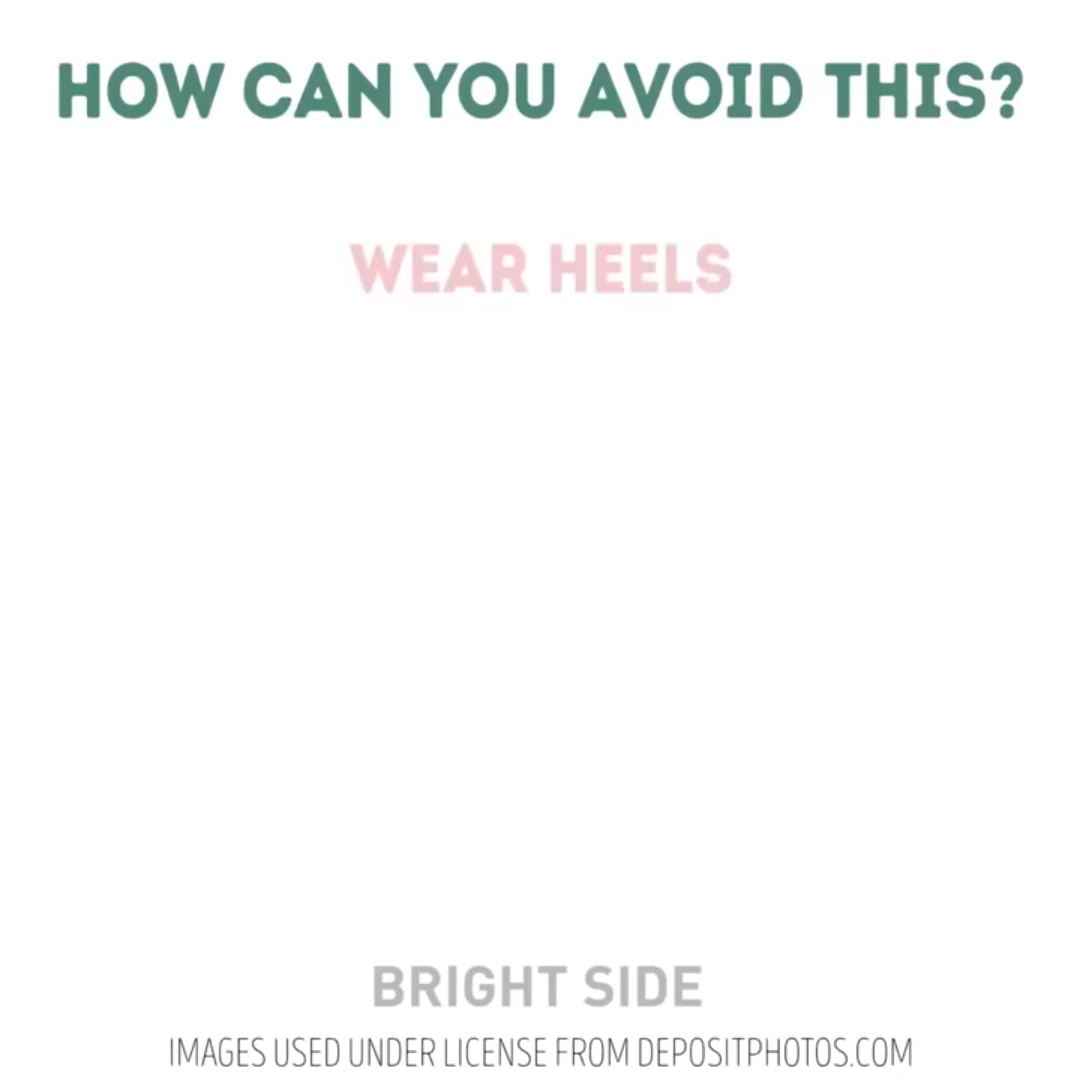 HOW CAN YOU AVOID THIS?
WEAR HEELS
BRIGHT SIDE
IMAGES USED UNDER LICENSE FROM DEPOSITPHOTOS.COM